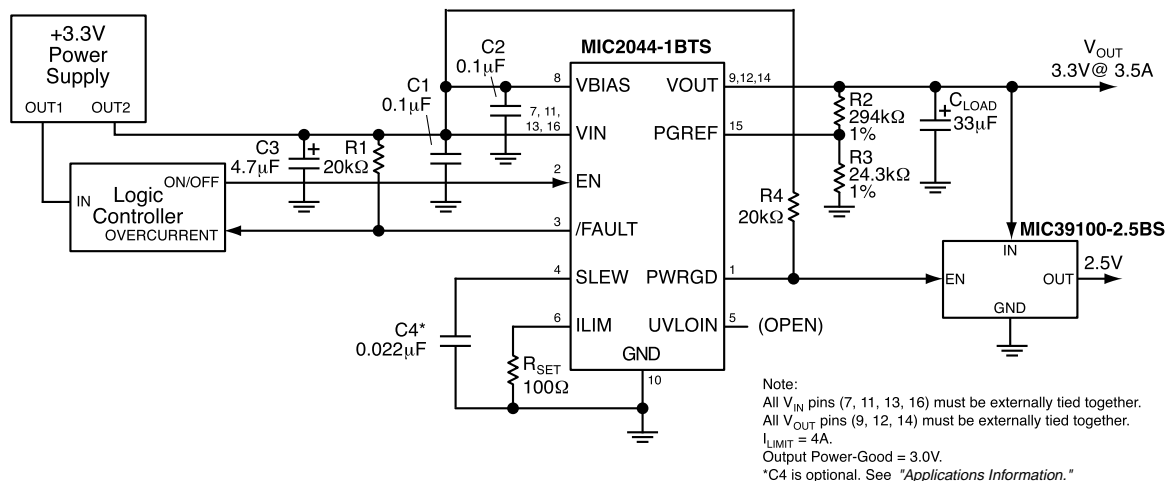 +3.3V
Power
Supply
OUT1
OUT2
C3
4.7µF
R1
20kΩ
C1
0.1µF
C2
0.1µF
IN
ON/OFF
Logic
Controller
OVERCURRENT
MIC2044-1BTS
8
VBIAS
7, 11,
13, 16
VIN
2
EN
3
/FAULT
4
SLEW
6
ILIM
VOUT
9,12,14
PGREF
15
PWRGD
1
UVLOIN
5
(OPEN)
GND
10
C4*
0.022µF
RSET
100Ω
R4
20kΩ
R2
294kΩ
1%
R3
24.3kΩ
1%
+
CLOAD
33µF
VOUT
3.3V@ 3.5A
MIC39100-2.5BS
IN
EN
OUT
GND
2.5V
+
Note:
All VIN pins (7, 11, 13, 16) must be externally tied together.
All VOUT pins (9, 12, 14) must be externally tied together.
ILIMIT = 4A.
Output Power-Good = 3.0V.
*C4 is optional. See "Applications Information."